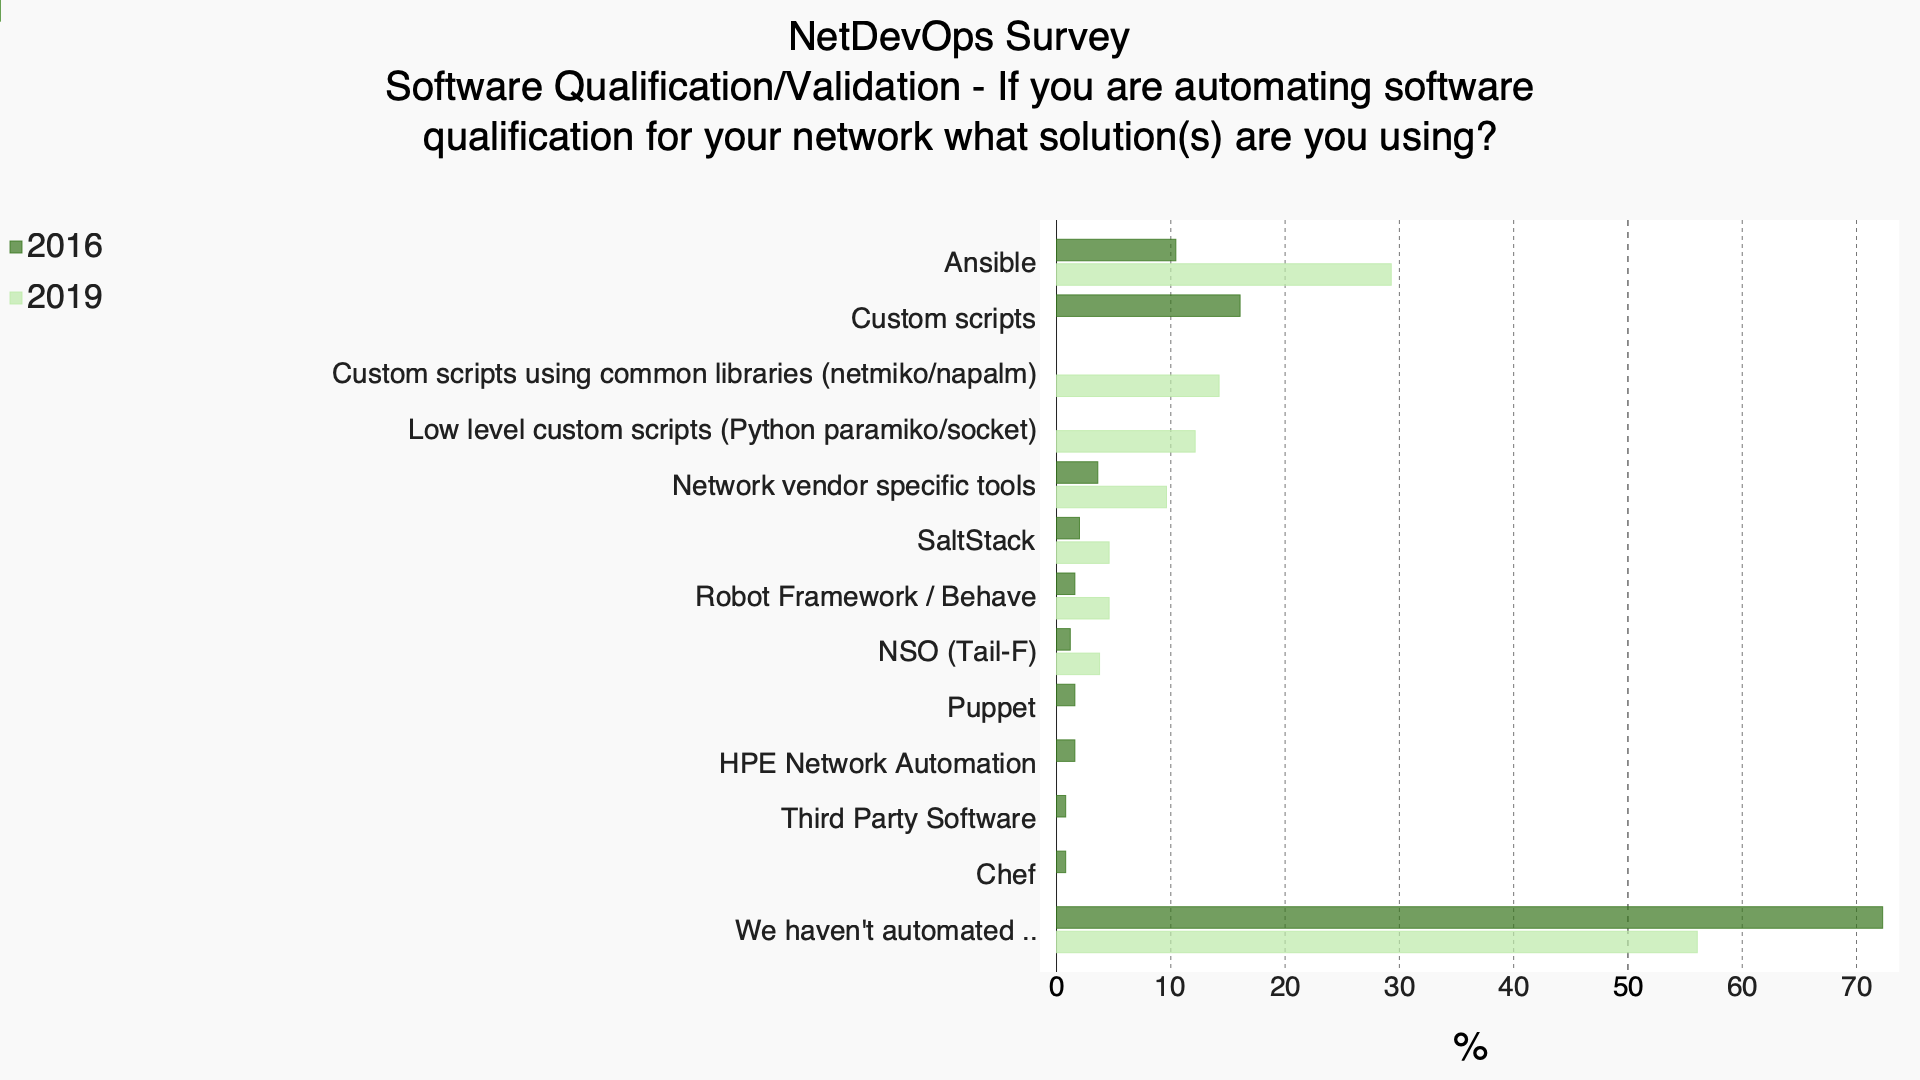 NetDevOps Survey
Software Qualification/Validation - If you are automating software
qualification for your network what solution(s) are you using?
2016
2019
Ansible
Custom scripts
Custom scripts using common libraries (netmiko/napalm)
Low level custom scripts (Python paramiko/socket)
Network vendor specific tools
SaltStack
Robot Framework / Behave
NSO (Tail-F)
Puppet
HPE Network Automation
Third Party Software
Chef
We haven't automated ..
0 10 20 30 40 50 60 70
%